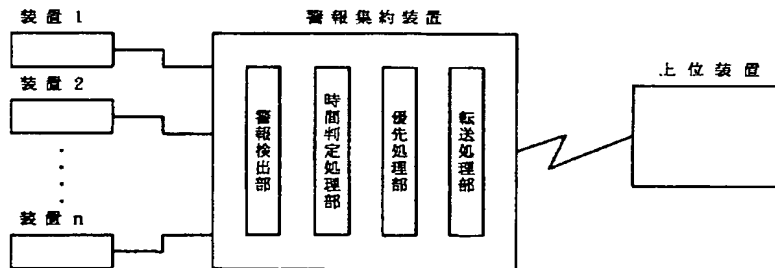 装置1
警報集約装置
上位装置
装置2
警報検出部
時間判定処理部
優先処理部
転送処理部
装置n